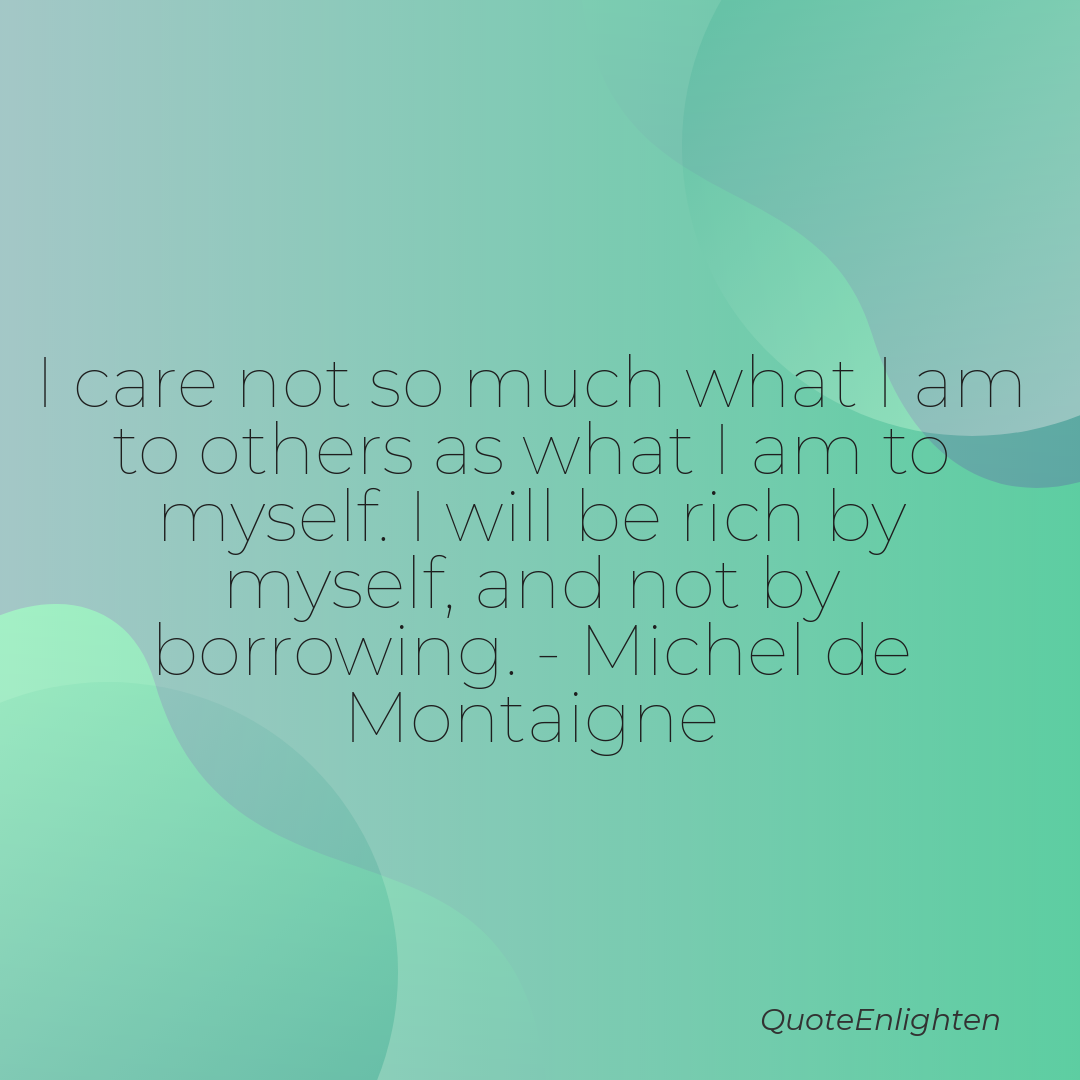 I care not so much what I am
to others as what I am to
myself. I will be rich by
myself, and not by
borrowing. - Michel de
Montaigne
QuoteEnlighten